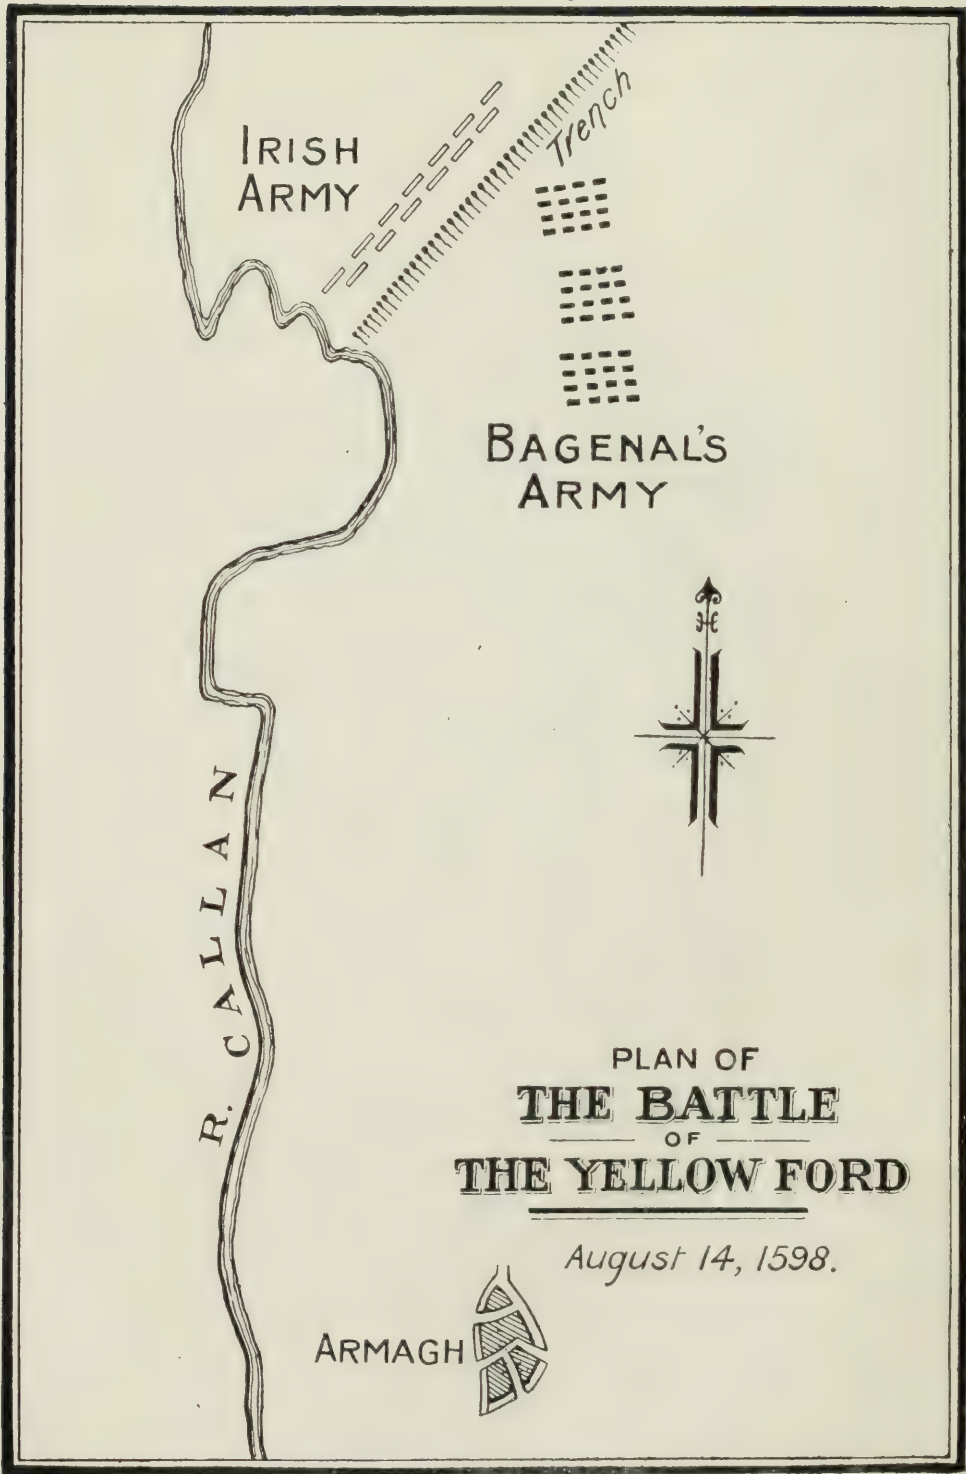 IRISH
ARMY
Trench
BAGENAL'S
ARMY
R. CALLAN
PLAN OF
THE BATTLE
OF
THE YELLOW FORD
August 14, 1598.
ARMAGH